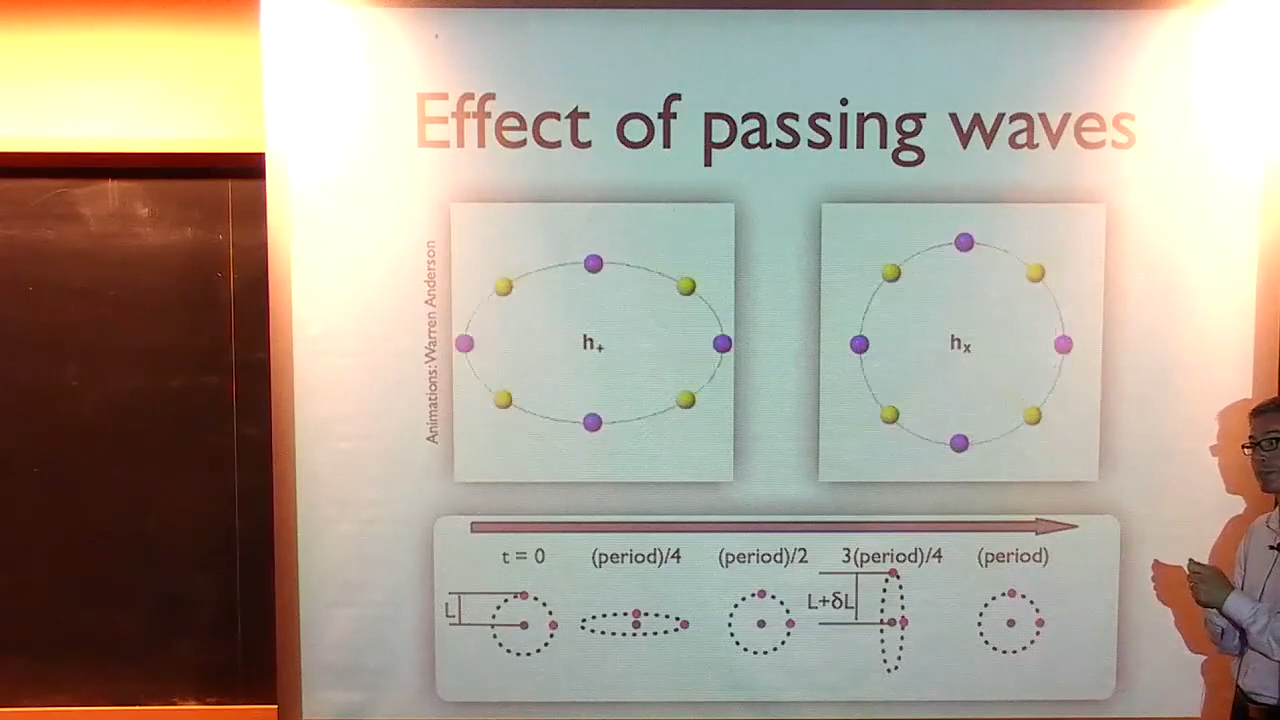 Effect of passing waves
Animations: Warren Anderson
h₊
hₓ
t = 0 (period)/4 (period)/2 3(period)/4 (period)
L
L+δL